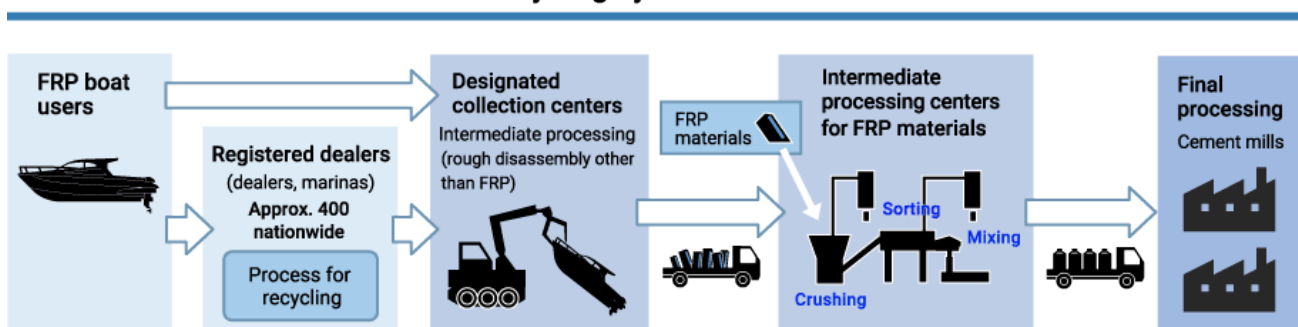 FRP boat
users
Registered dealers
(dealers, marinas)
Approx. 400
nationwide
Process for
recycling
Designated
collection centers
Intermediate processing
(rough disassembly other
than FRP)
FRP
materials
Intermediate
processing centers
for FRP materials
Sorting
Mixing
Crushing
Final
processing
Cement mills